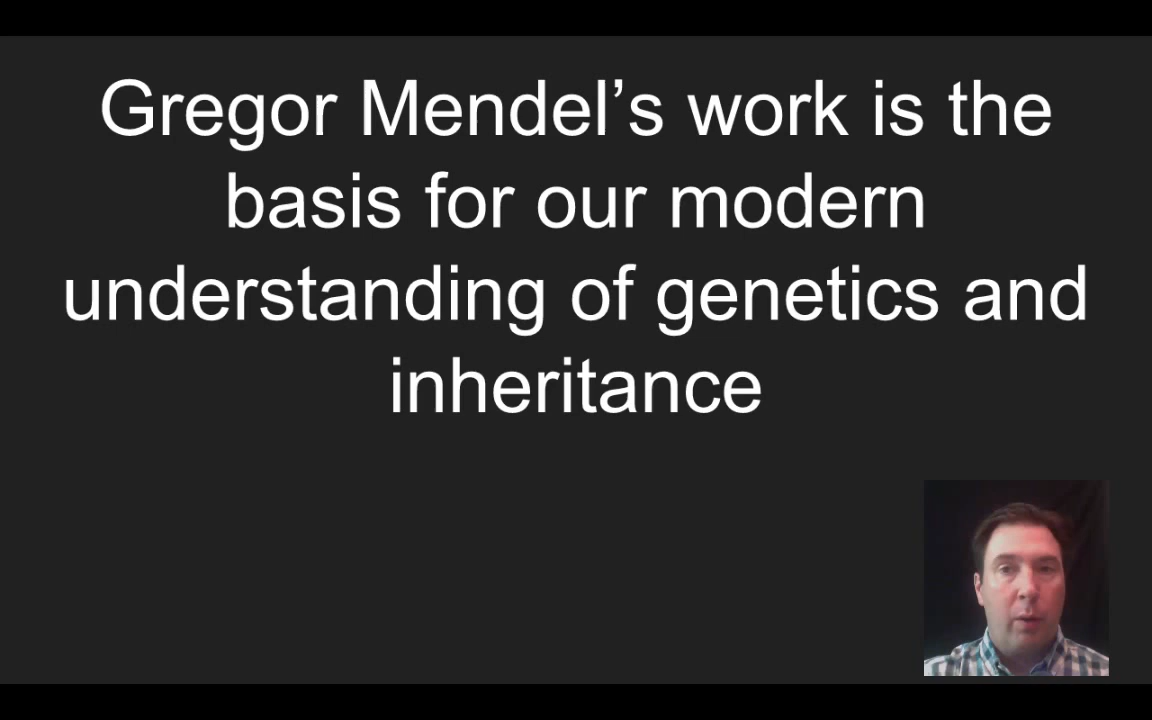 Gregor Mendel’s work is the
basis for our modern
understanding of genetics and
inheritance